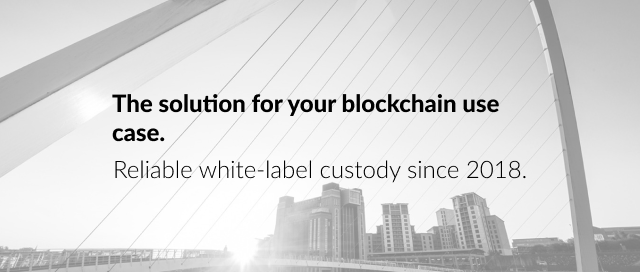 The solution for your blockchain use
case.
Reliable white-label custody since 2018.